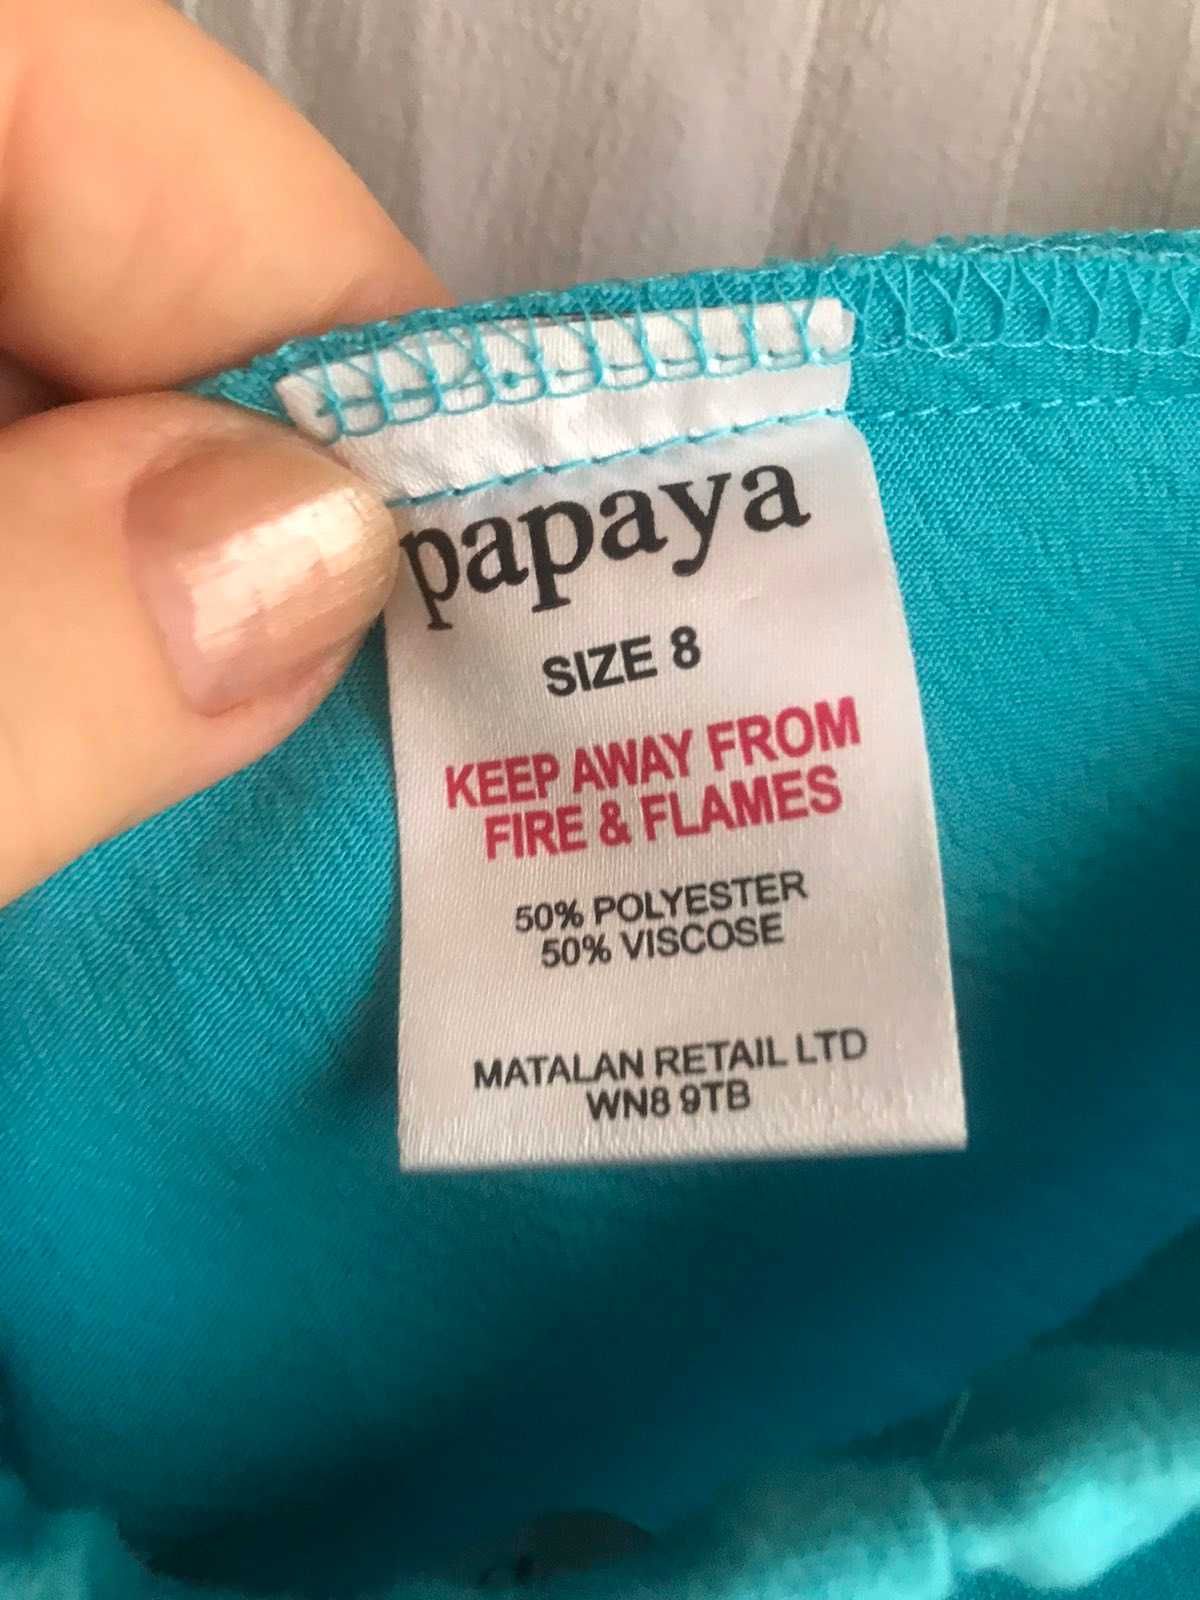 papaya
SIZE 8
KEEP AWAY FROM
FIRE & FLAMES
50% POLYESTER
50% VISCOSE
MATALAN RETAIL LTD
WN8 9TB